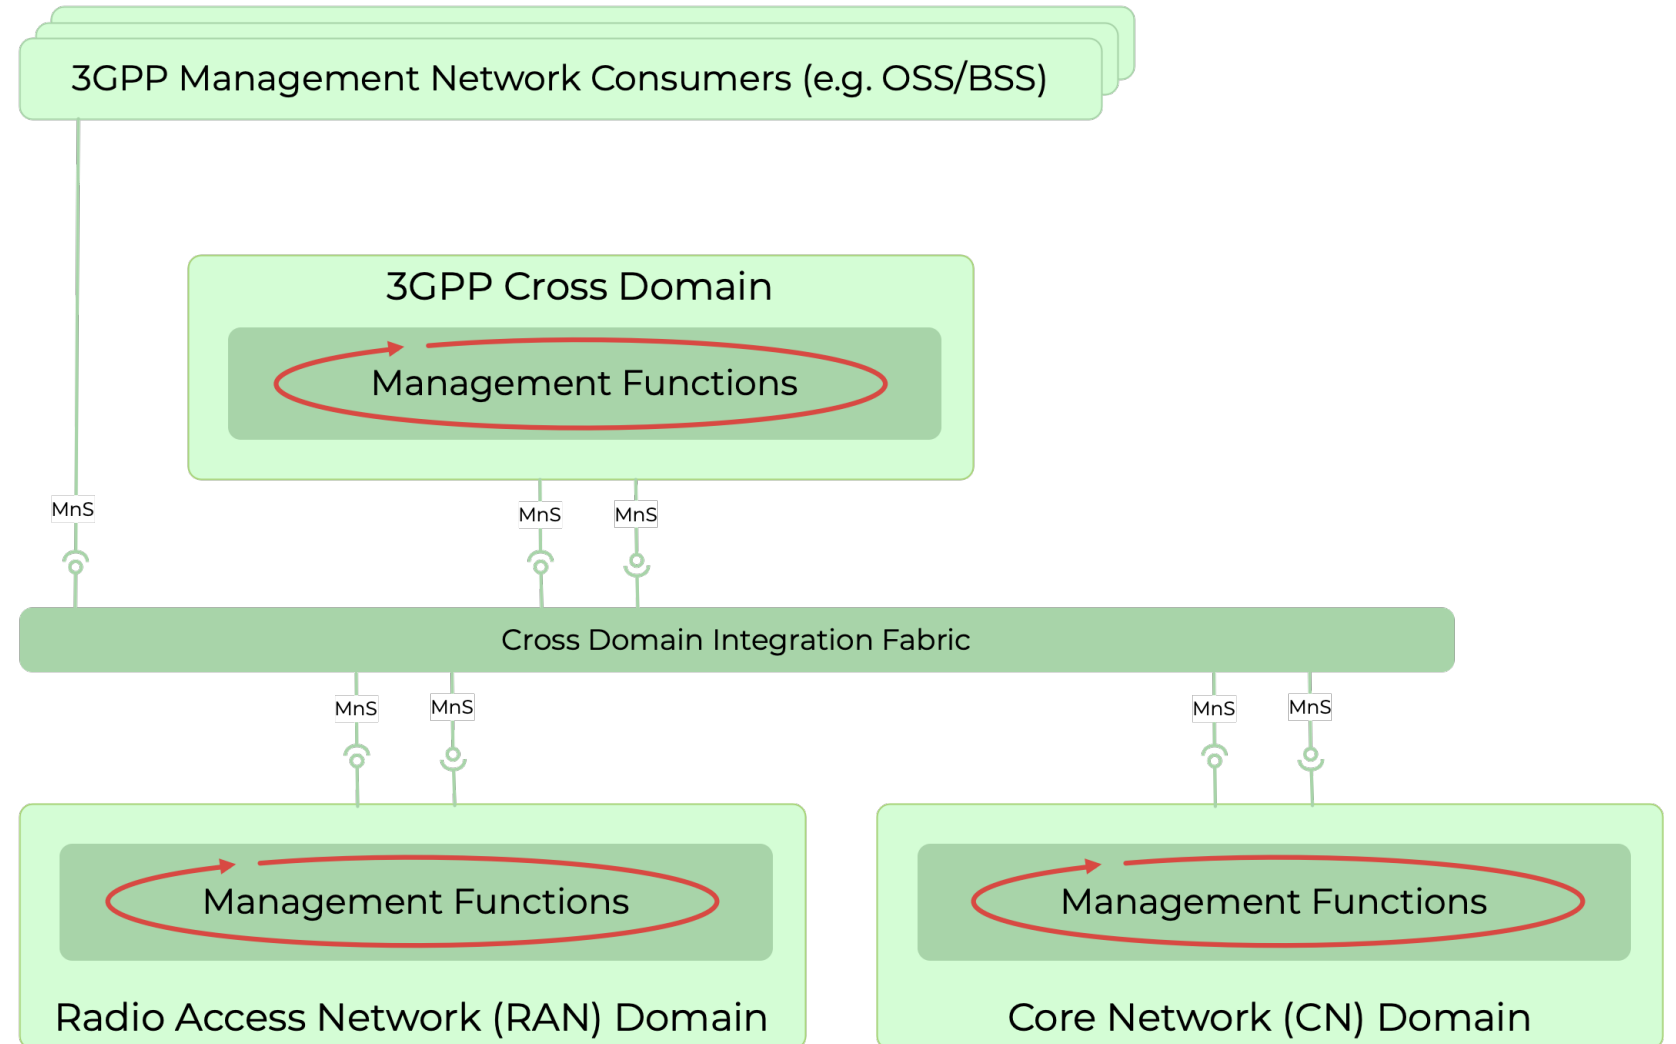 3GPP Management Network Consumers (e.g. OSS/BSS)
3GPP Cross Domain
Management Functions
MnS
MnS
MnS
Cross Domain Integration Fabric
MnS
MnS
MnS
MnS
Management Functions
Management Functions
Radio Access Network (RAN) Domain
Core Network (CN) Domain